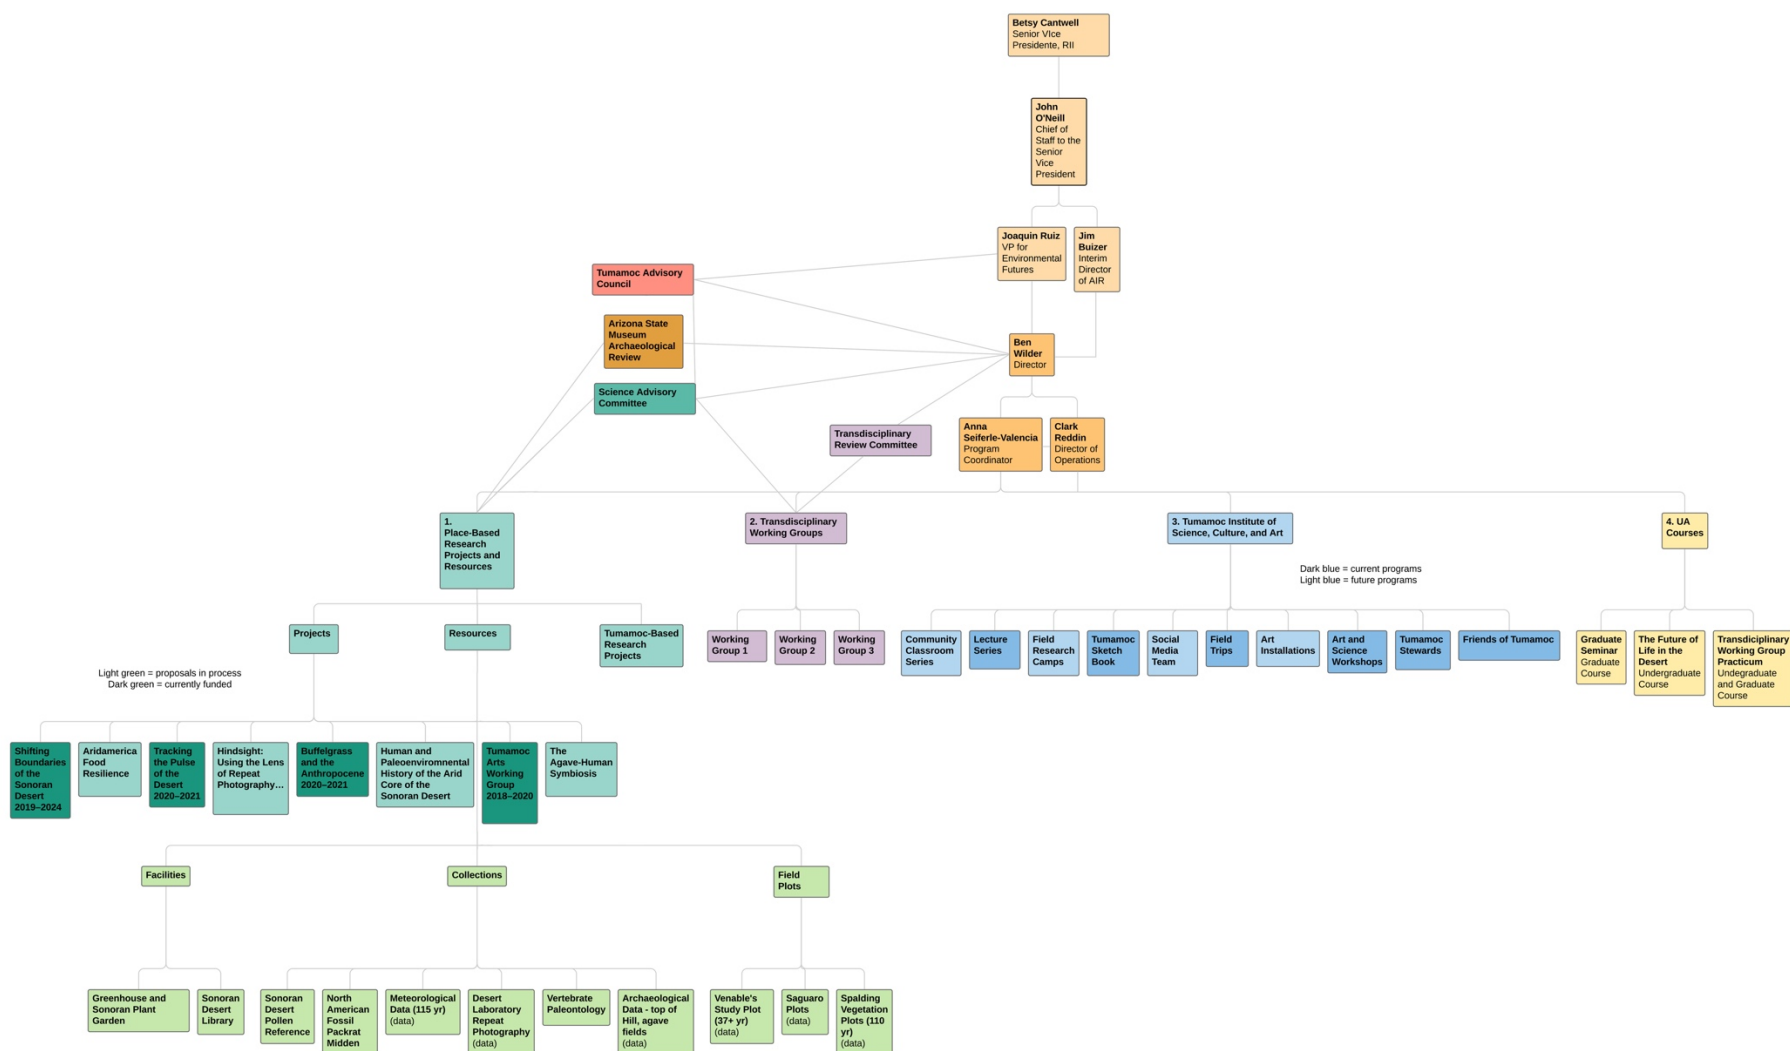 Betsy Cantwell
Senior VIce
Presidente, RII
John
O'Neill
Chief of
Staff to the
Senior
Vice
President
Joaquin Ruiz
VP for
Environmental
Futures
Jim
Buizer
Interim
Director
of AIR
Tumamoc Advisory
Council
Arizona State
Museum
Archaeological
Review
Ben
Wilder
Director
Science Advisory
Committee
Transdisciplinary
Review Committee
Anna
Seiferle-Valencia
Program
Coordinator
Clark
Reddin
Director of
Operations
1.
Place-Based
Research
Projects and
Resources
2. Transdisciplinary
Working Groups
3. Tumamoc Institute of
Science, Culture, and Art
4. UA
Courses
Dark blue = current programs
Light blue = future programs
Projects
Resources
Tumamoc-Based
Research
Projects
Working
Group 1
Working
Group 2
Working
Group 3
Community
Classroom
Series
Lecture
Series
Field
Research
Camps
Tumamoc
Sketch
Book
Social
Media
Team
Field
Trips
Art
Installations
Art and
Science
Workshops
Tumamoc
Stewards
Friends of Tumamoc
Graduate
Seminar
Graduate
Course
The Future of
Life in the
Desert
Undergraduate
Course
Transdiciplinary
Working Group
Practicum
Undegraduate
and Graduate
Course
Light green = proposals in process
Dark green = currently funded
Shifting
Boundaries
of the
Sonoran
Desert
2019–2024
Aridamerica
Food
Resilience
Tracking
the Pulse
of the
Desert
2020–2021
Hindsight:
Using the Lens
of Repeat
Photography…
Buffelgrass
and the
Anthropocene
2020–2021
Human and
Paleoenviromnental
History of the Arid
Core of the
Sonoran Desert
Tumamoc
Arts
Working
Group
2018–2020
The
Agave-Human
Symbiosis
Facilities
Collections
Field
Plots
Greenhouse and
Sonoran Plant
Garden
Sonoran
Desert
Library
Sonoran
Desert
Pollen
Reference
North
American
Fossil
Packrat
Midden
Meteorological
Data (115 yr)
(data)
Desert
Laboratory
Repeat
Photography
(data)
Vertebrate
Paleontology
Archaeological
Data - top of
Hill, agave
fields
(data)
Venable's
Study Plot
(37+ yr)
(data)
Saguaro
Plots
(data)
Spalding
Vegetation
Plots (110
yr)
(data)